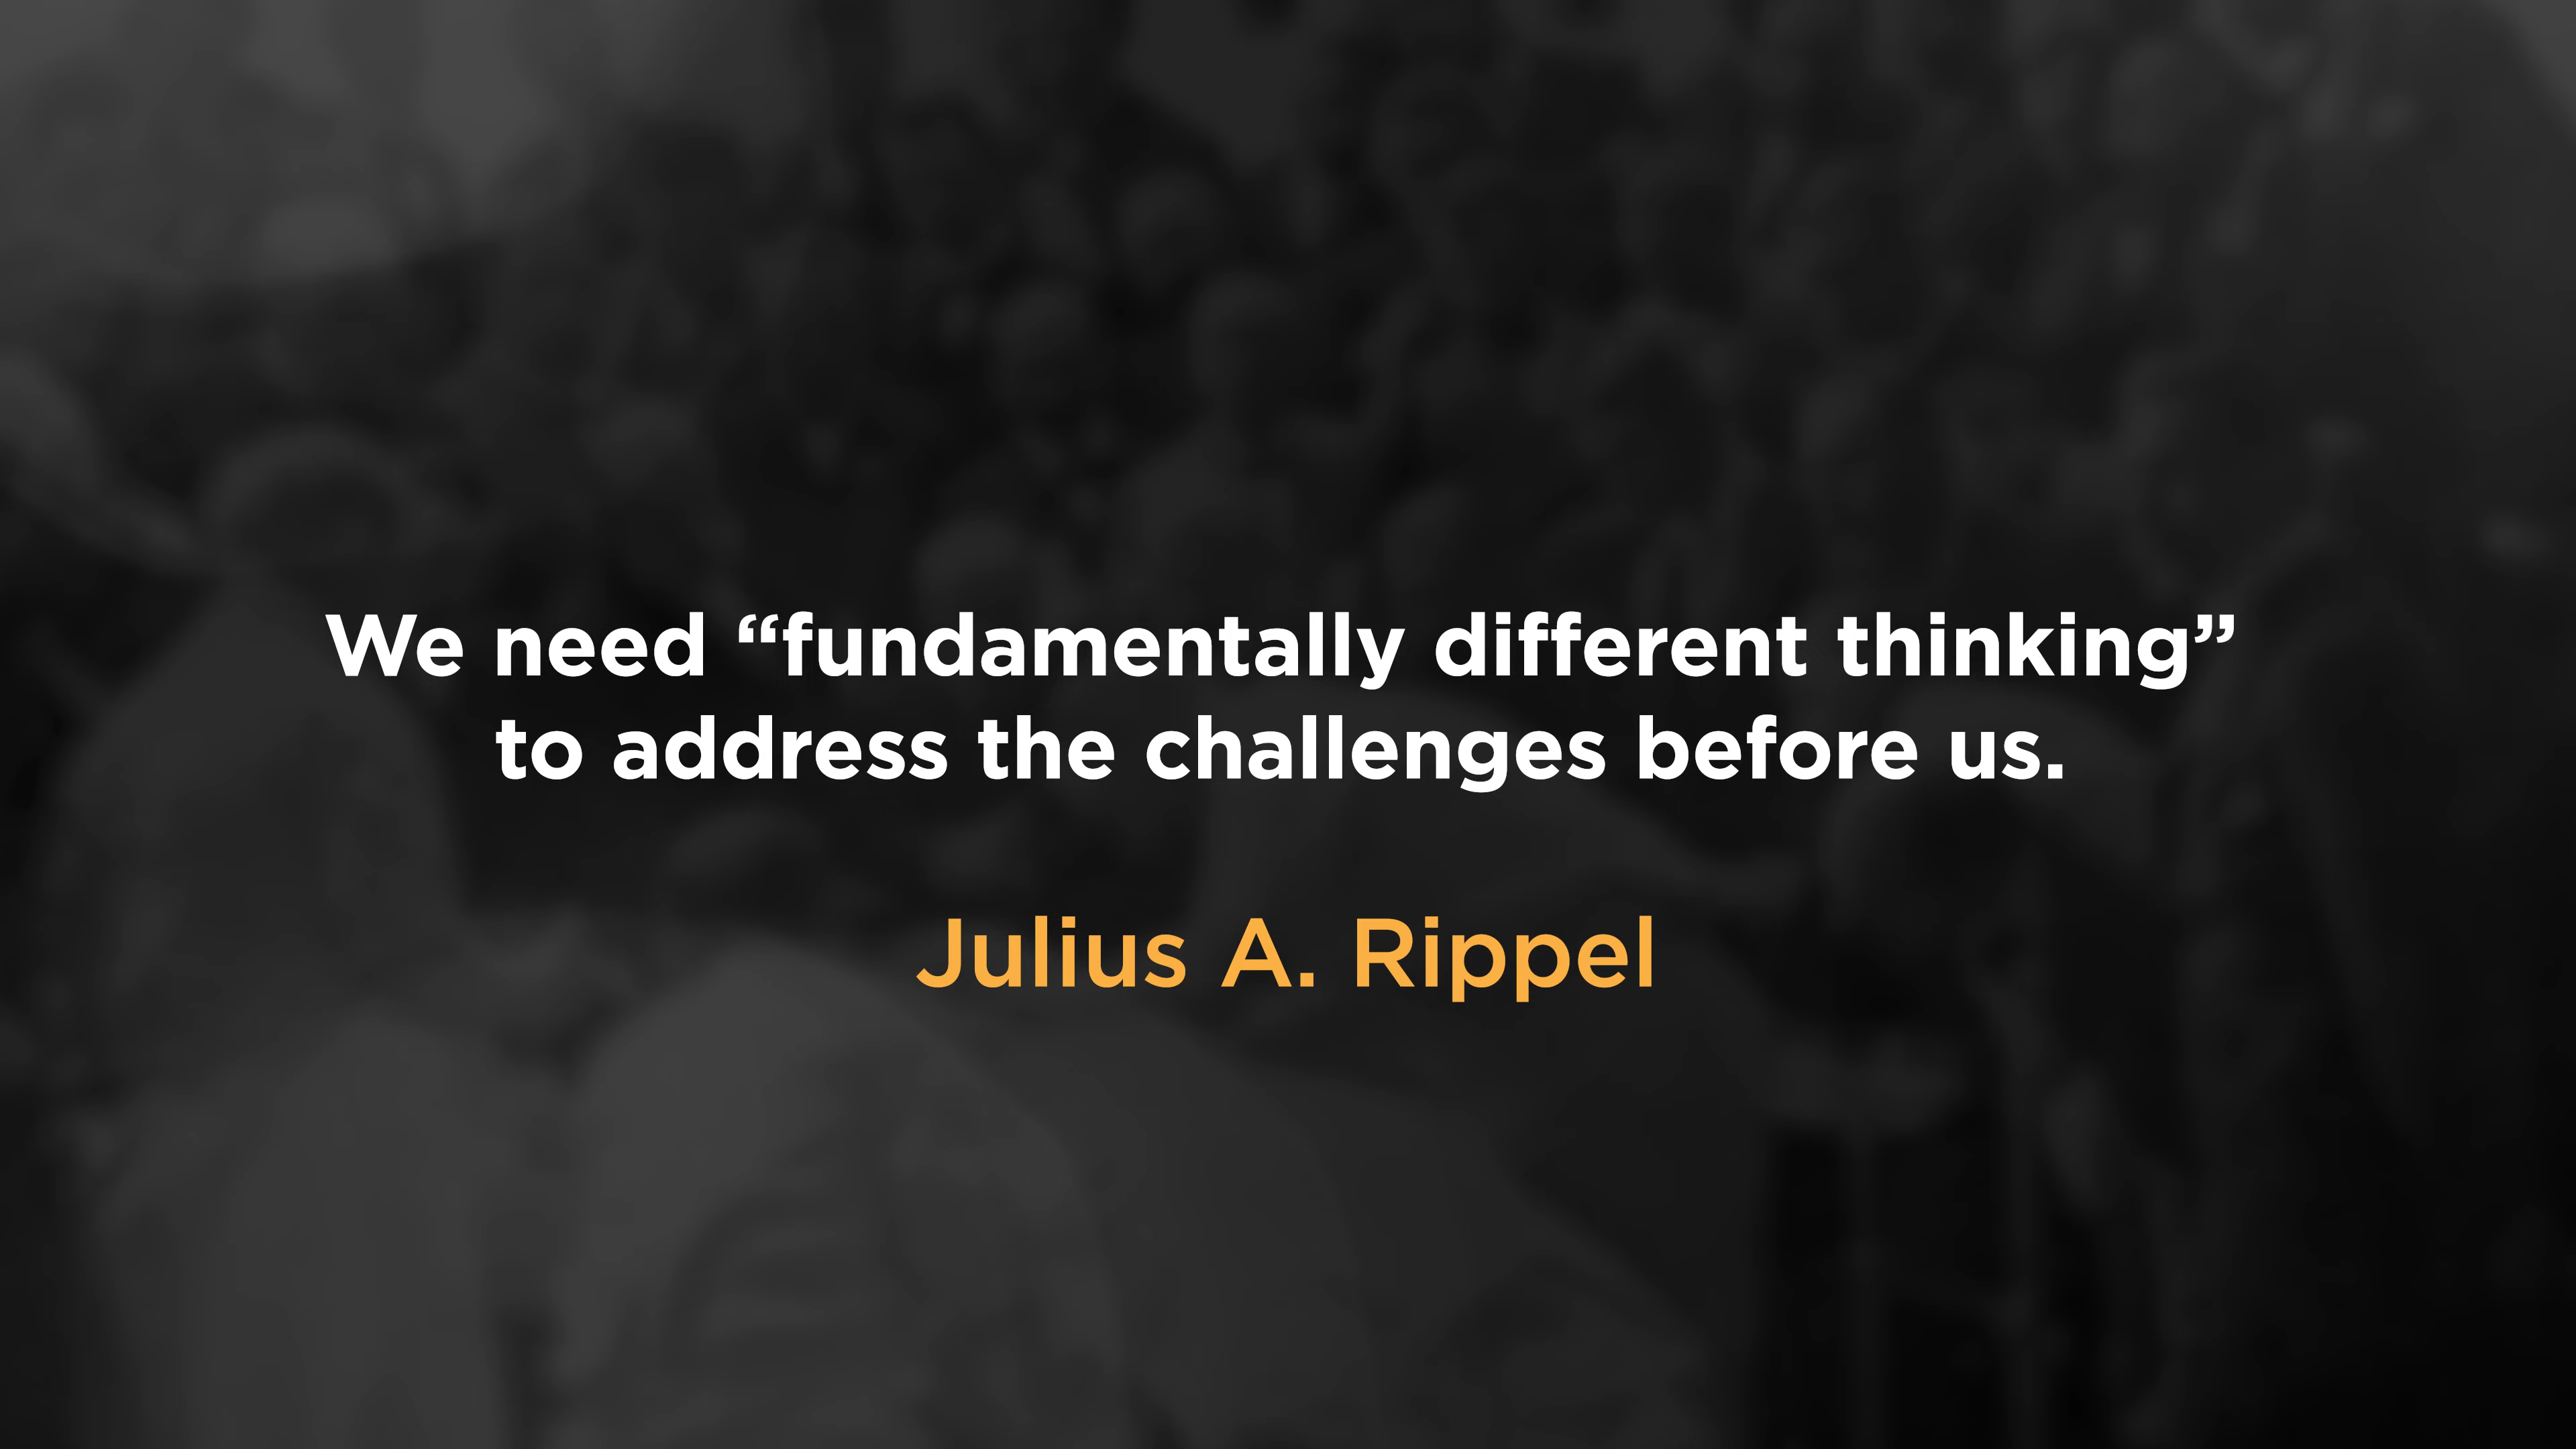 We need “fundamentally different thinking”
to address the challenges before us.
Julius A. Rippel